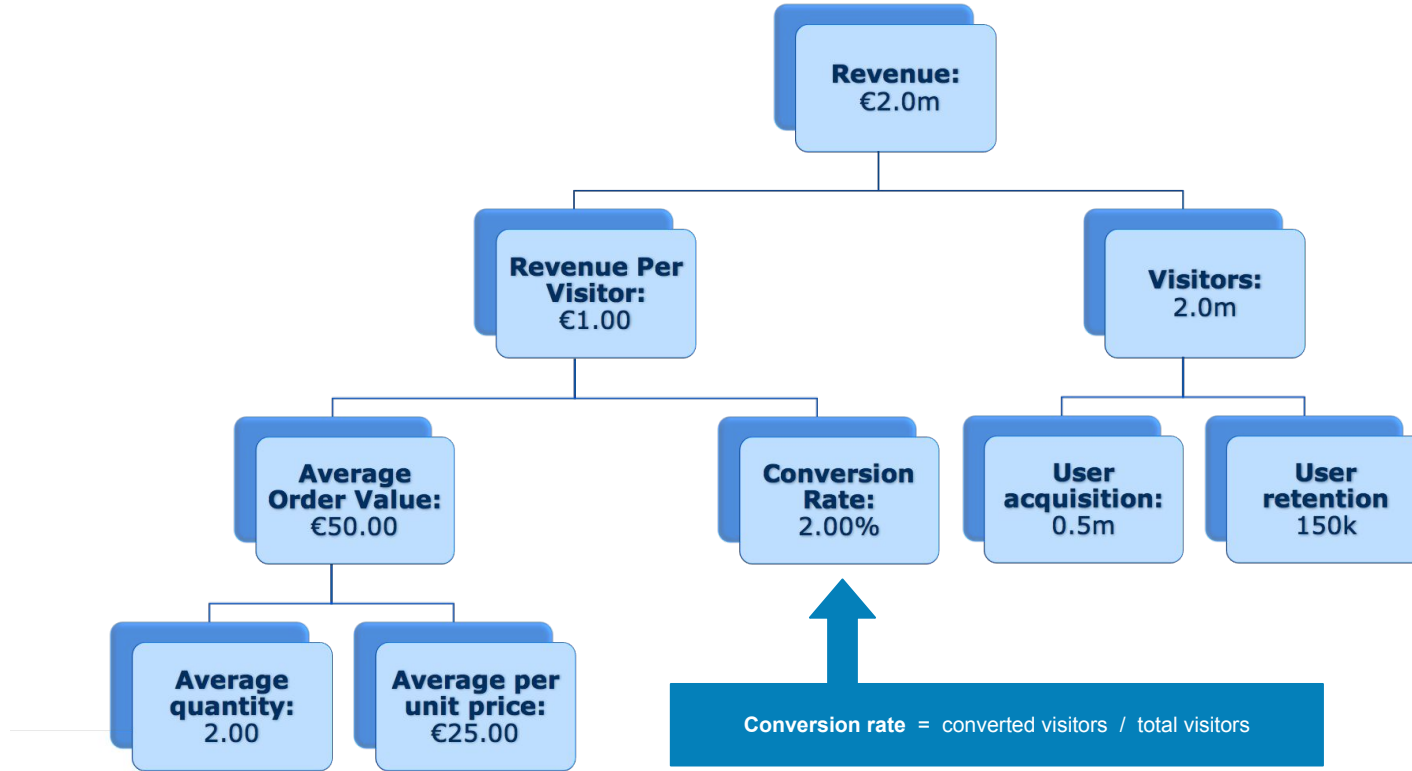 Revenue:
€2.0m
Revenue Per
Visitor:
€1.00
Visitors:
2.0m
Average
Order Value:
€50.00
Conversion
Rate:
2.00%
User
acquisition:
0.5m
User
retention
150k
Average
quantity:
2.00
Average per
unit price:
€25.00
Conversion rate = converted visitors / total visitors